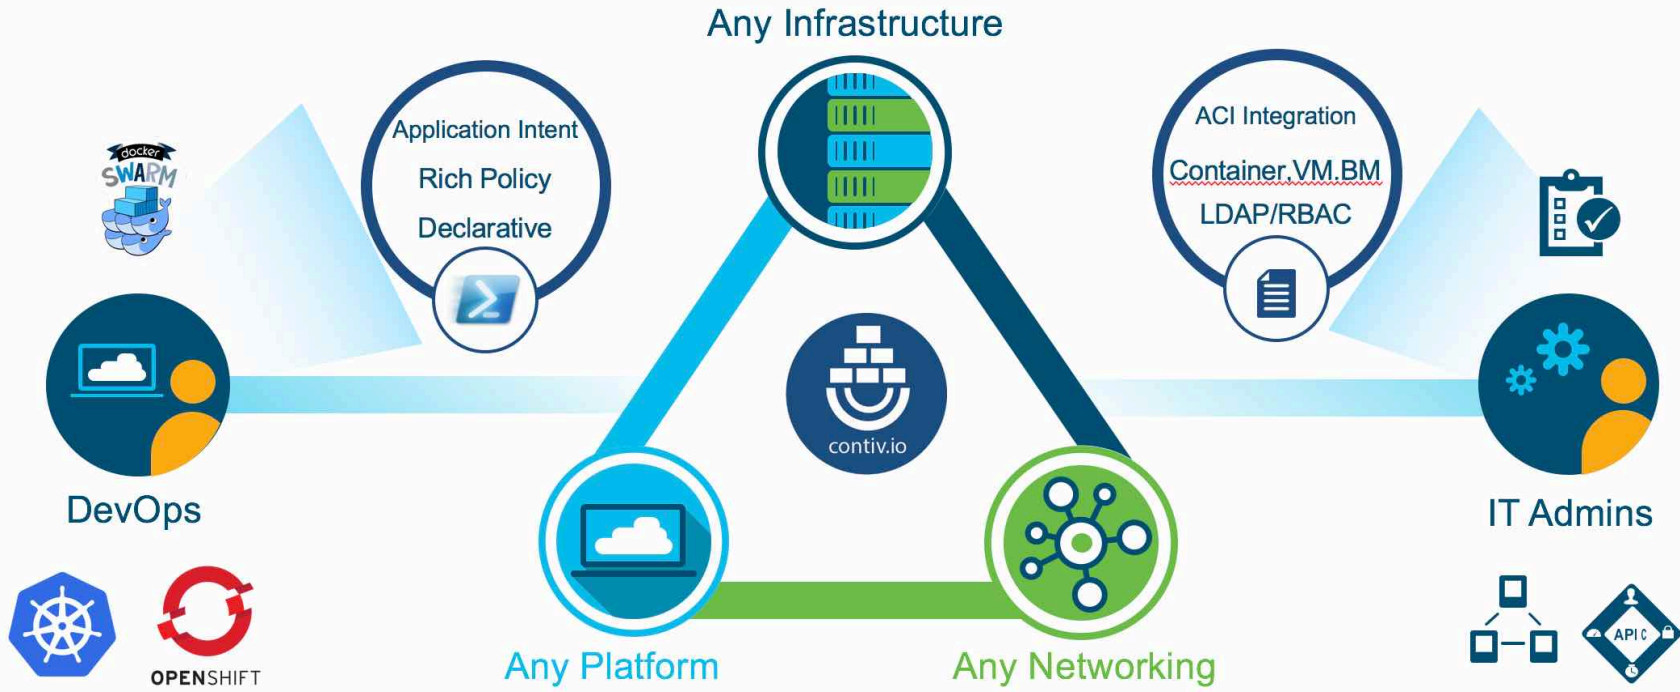 Any Infrastructure
Application Intent
Rich Policy
Declarative
ACI Integration
Container,VM.BM
LDAP/RBAC
docker
SWARM
contiv.io
DevOps
IT Admins
OPENSHIFT
APIC
Any Platform
Any Networking